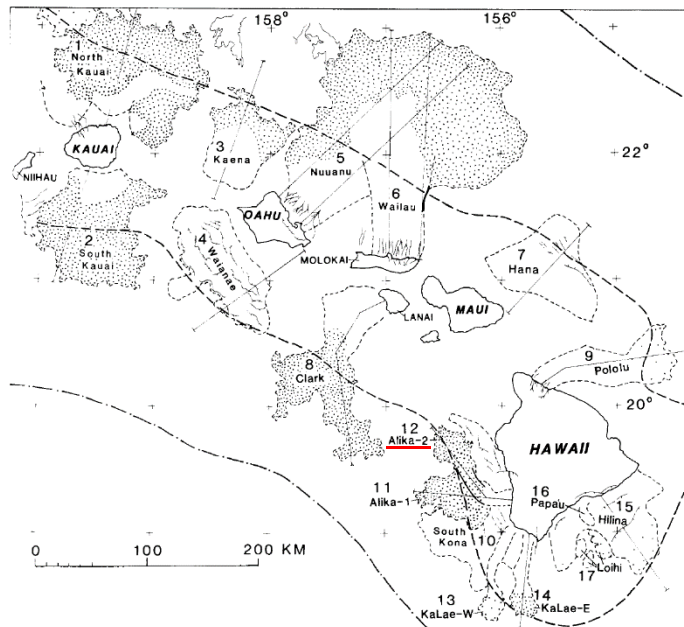 158°
156°
1
North
Kauai
KAUAI
NIIHAU
3
Kaena
5
Nuuanu
22°
6
Wailau
OAHU
2
South
Kauai
4
Waianae
MOLOKAI
7
Hana
LANAI
MAUI
8
Clark
9
Pololu
20°
12
Alika-2
HAWAII
11
Alika-1
16
Papau
15
Hilina
South
Kona
10
17
Loihi
0
100
200 KM
13
KaLae-W
14
KaLae-E